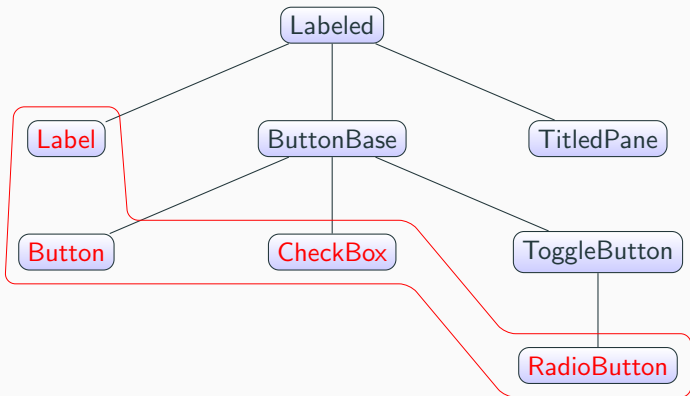 Labeled
Label
ButtonBase
TitledPane
Button
CheckBox
ToggleButton
RadioButton